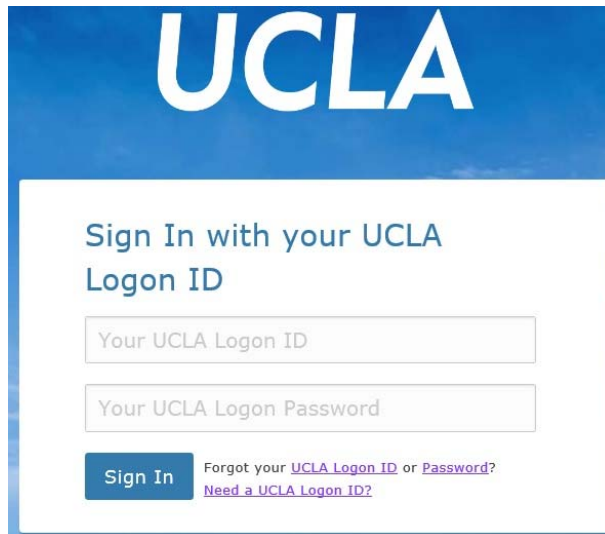 UCLA
Sign In with your UCLA
Logon ID
Your UCLA Logon ID
Your UCLA Logon Password
Sign In
Forgot your UCLA Logon ID or Password?
Need a UCLA Logon ID?